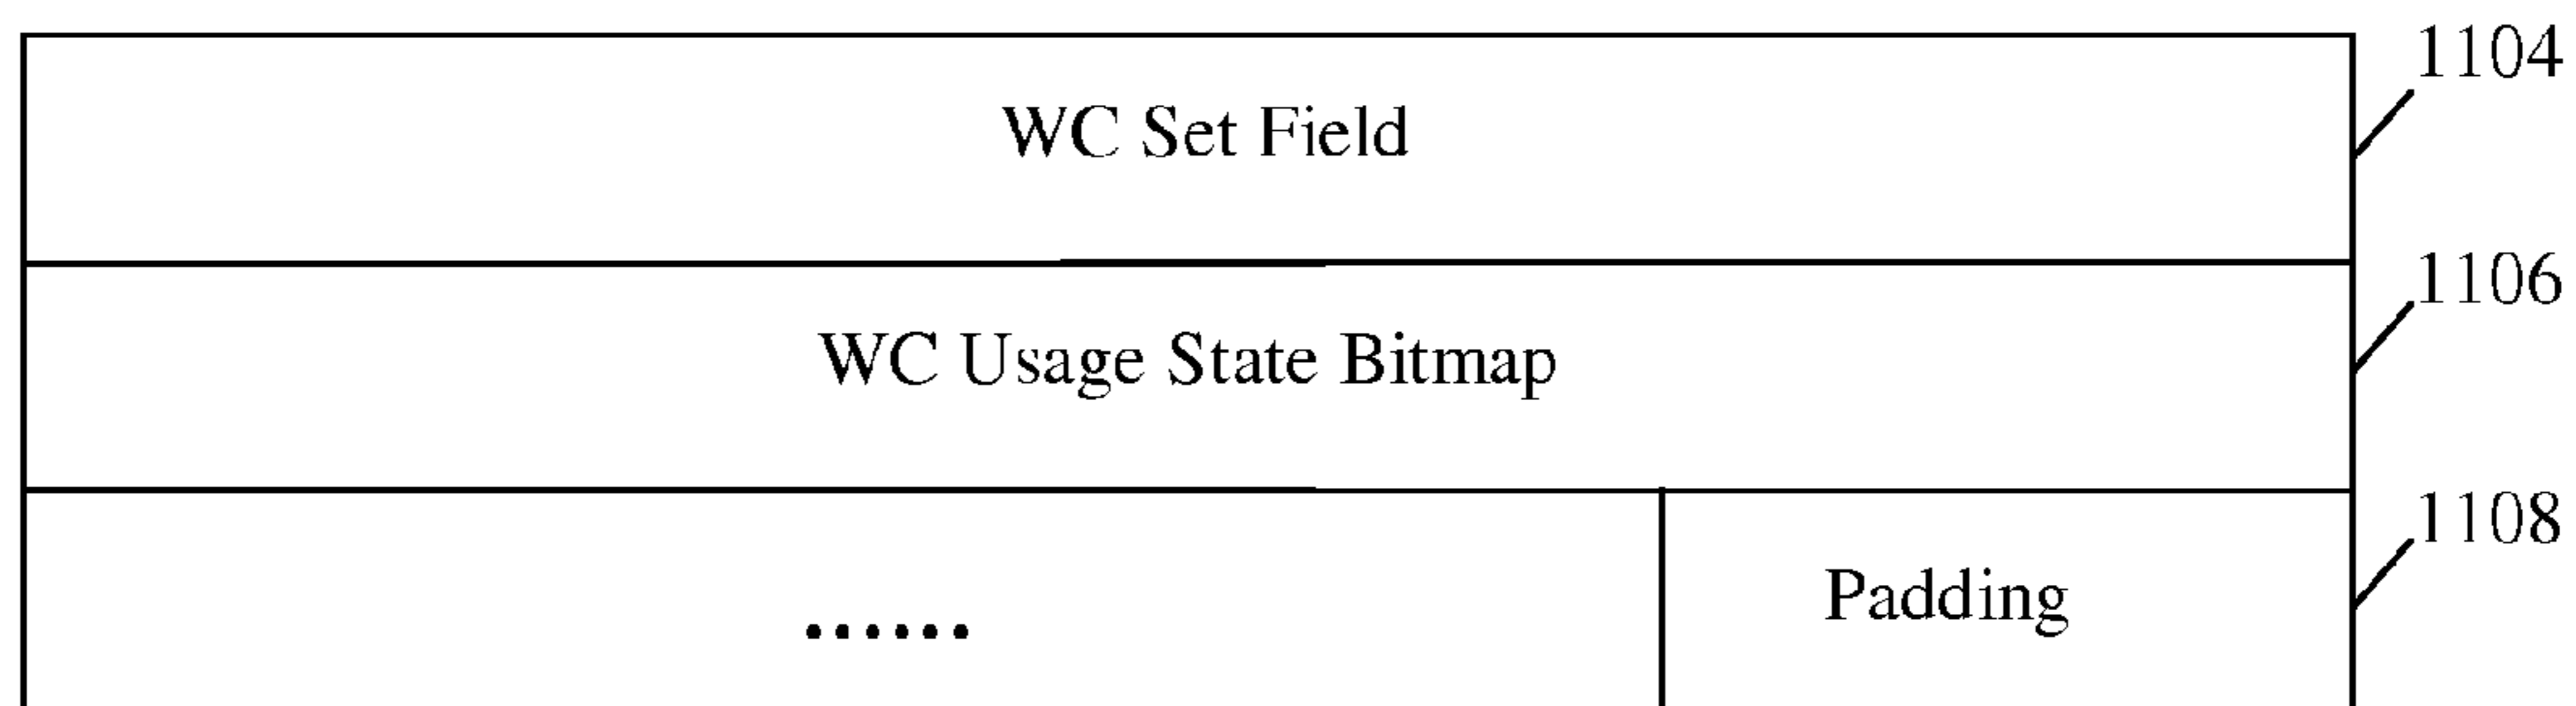 1104
WC Set Field
1106
WC Usage State Bitmap
1108
Padding
......